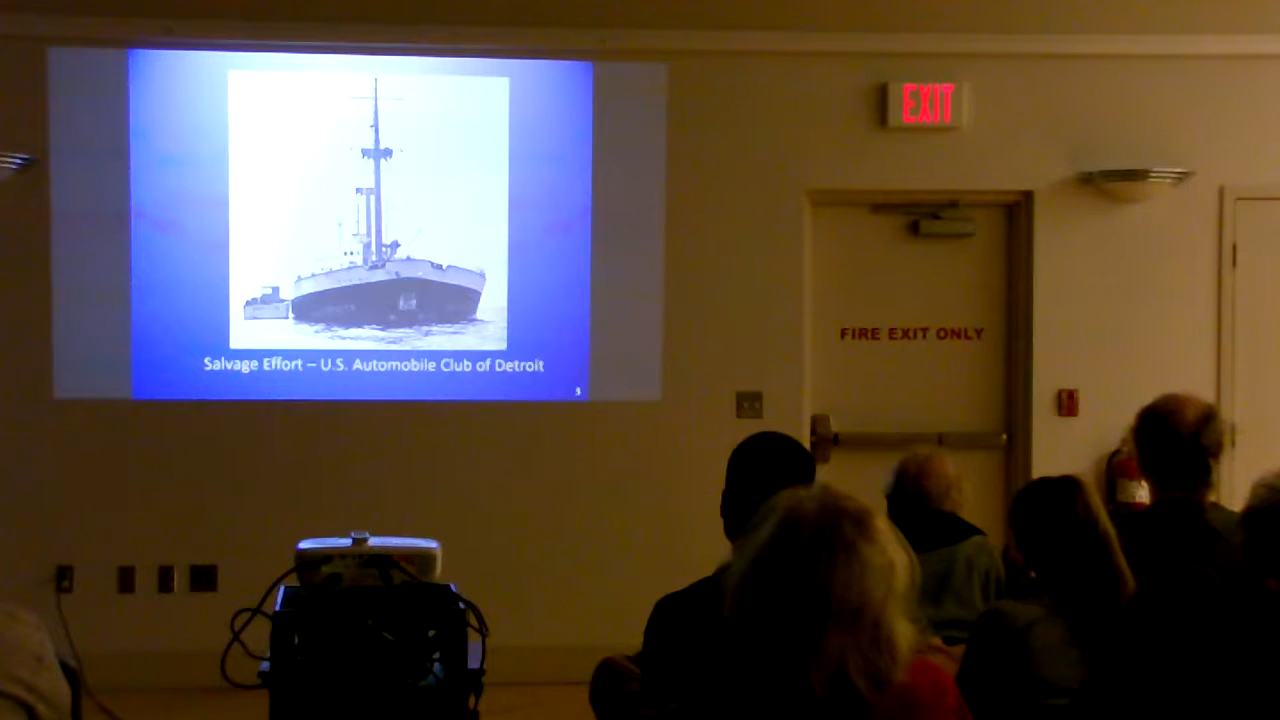 EXIT
Salvage Effort – U.S. Automobile Club of Detroit
3
FIRE EXIT ONLY